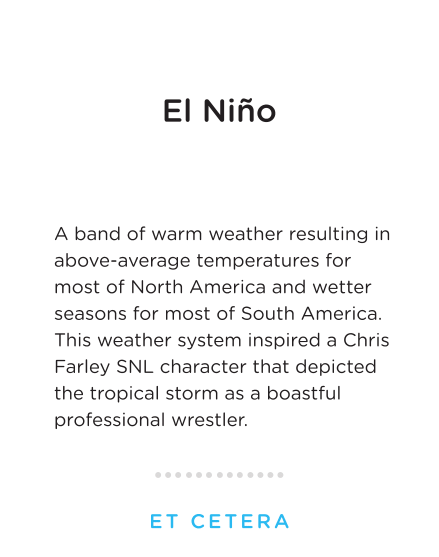 El Niño
A band of warm weather resulting in
above-average temperatures for
most of North America and wetter
seasons for most of South America.
This weather system inspired a Chris
Farley SNL character that depicted
the tropical storm as a boastful
professional wrestler.
ET CETERA